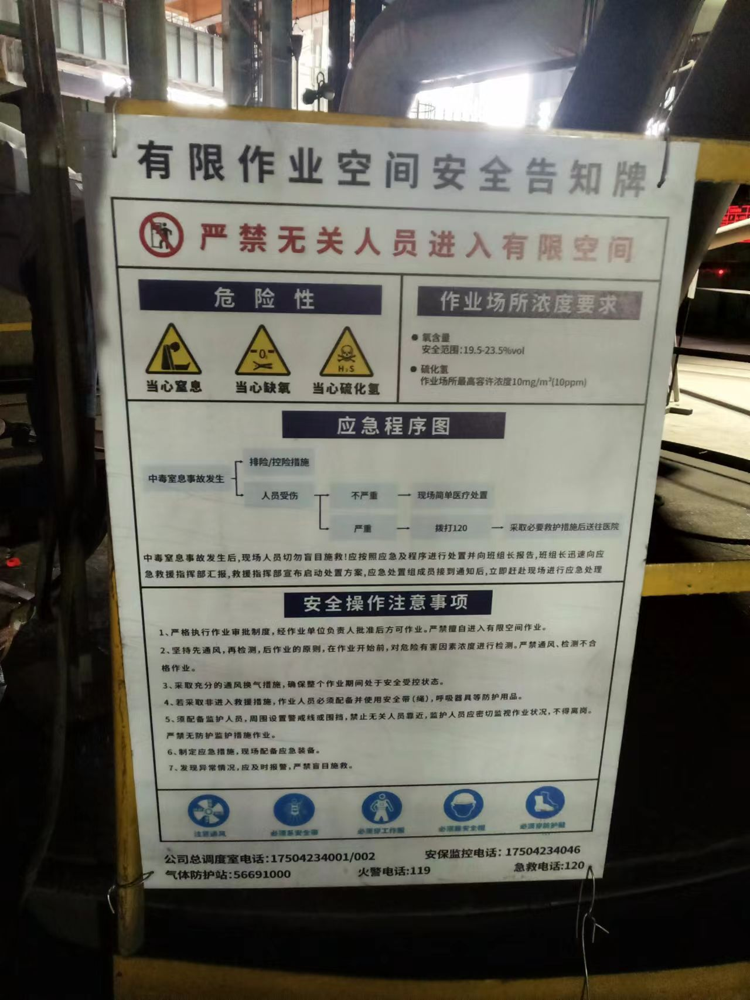 有限作业空间安全告知牌
严禁无关人员进入有限空间
危险性
作业场所浓度要求
O₂
H₂S
当心窒息
当心缺氧
当心硫化氢
● 氧含量
安全范围:19.5-23.5%vol
● 硫化氢
作业场所最高容许浓度10mg/m³(10ppm)
应急程序图
中毒窒息事故发生
排险/控险措施
人员受伤
不严重
现场简单医疗处置
严重
拨打120
采取必要救护措施后送往医院
中毒窒息事故发生后,现场人员切勿盲目施救!应按照应急及程序进行处置并向班组长报告,班组长迅速向应
急救援指挥部汇报,救援指挥部宣布启动处置方案,应急处置组成员接到通知后,立即赶赴现场进行应急处理
安全操作注意事项
1、严格执行作业审批制度,经作业单位负责人批准后方可作业。严禁擅自进入有限空间作业。
2、坚持先通风,再检测,后作业的原则,在作业开始前,对危险有害因素浓度进行检测。严禁通风、检测不合
格作业。
3、采取充分的通风换气措施,确保整个作业期间处于安全受控状态。
4、若采取非进入救援措施,作业人员必须配备并使用安全带(绳),呼吸器具等防护用品。
5、须配备监护人员,周围设置警戒线或围挡,禁止无关人员靠近,监护人员应密切监视作业状况,不得离岗。
严禁无防护监护措施作业。
6、制定应急措施,现场配备应急装备。
7、发现异常情况,应及时报警,严禁盲目施救。
注意通风
必须系安全带
必须穿工作服
必须戴安全帽
必须穿防护鞋
公司总调度室电话:17504234001/002
安保监控电话: 17504234046
气体防护站:56691000
火警电话:119
急救电话:120